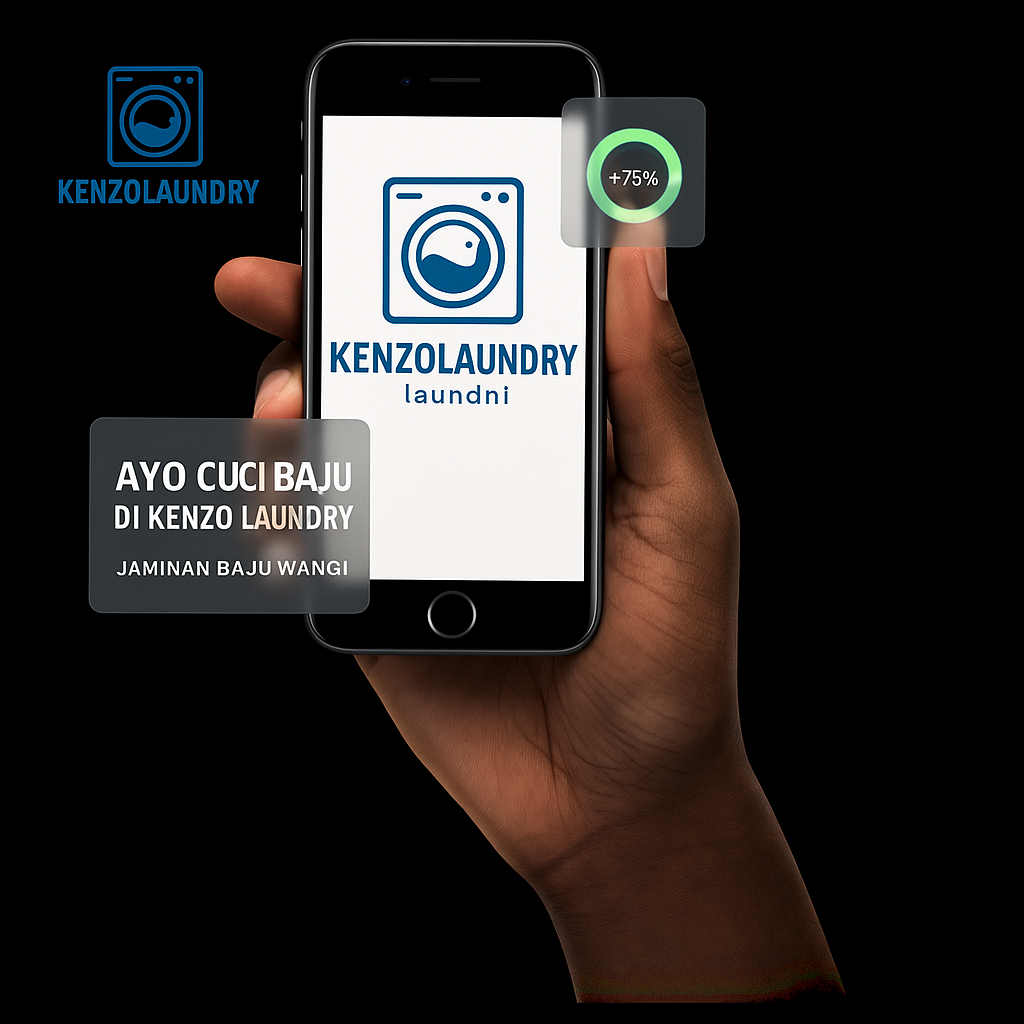 KENZOLAUNDRY
+75%
KENZOLAUNDRY
laundni
AYO CUCI BAJU
DI KENZO LAUNDRY
JAMINAN BAJU WANGI